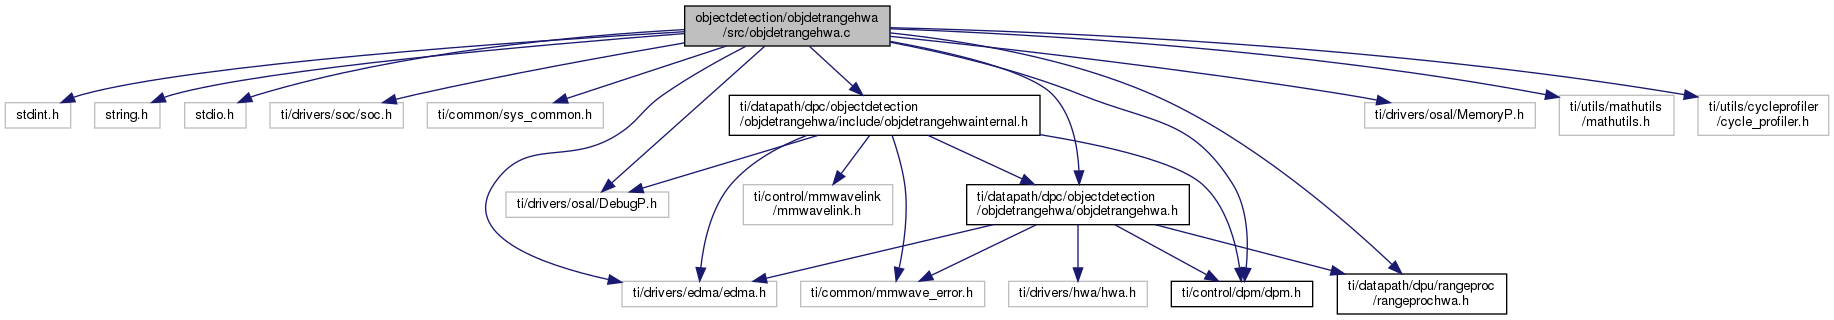 objectdetection/objdetrangehwa
/src/objdetrangehwa.c
stdint.h
string.h
stdio.h
ti/drivers/soc/soc.h
ti/common/sys_common.h
ti/datapath/dpc/objectdetection
/objdetrangehwa/include/objdetrangehwainternal.h
ti/drivers/osal/MemoryP.h
ti/utils/mathutils
/mathutils.h
ti/utils/cycleprofiler
/cycle_profiler.h
ti/drivers/osal/DebugP.h
ti/control/mmwavelink
/mmwavelink.h
ti/datapath/dpc/objectdetection
/objdetrangehwa/objdetrangehwa.h
ti/drivers/edma/edma.h
ti/common/mmwave_error.h
ti/drivers/hwa/hwa.h
ti/control/dpm/dpm.h
ti/datapath/dpu/rangeproc
/rangeprochwa.h